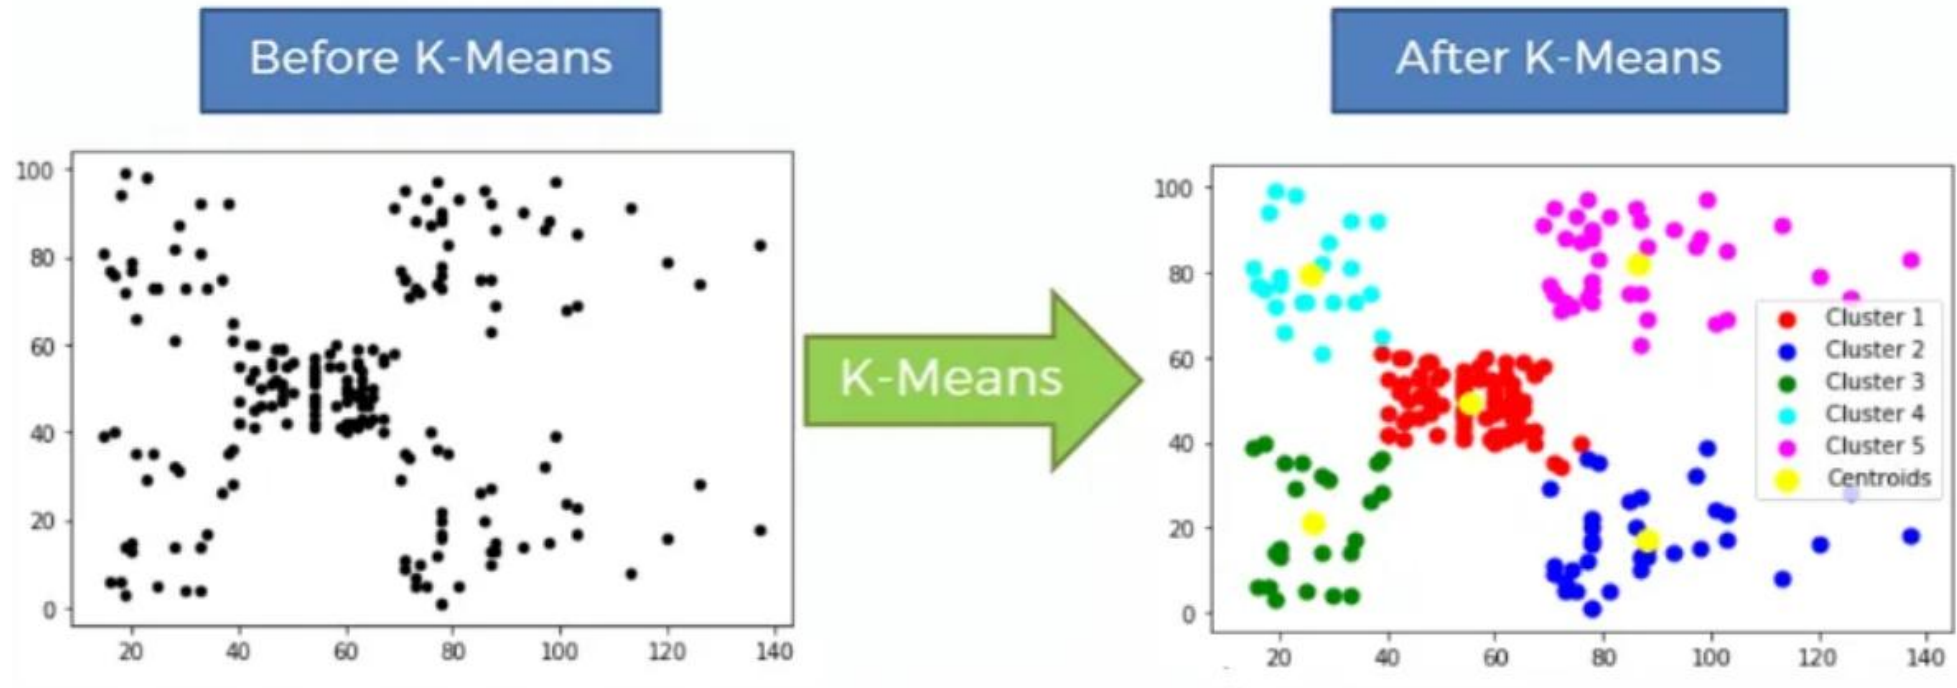 Before K-Means
After K-Means
100
80
60
40
20
0
20 40 60 80 100 120 140
K-Means
100
80
60
40
20
0
20 40 60 80 100 120 140
Cluster 1
Cluster 2
Cluster 3
Cluster 4
Cluster 5
Centroids